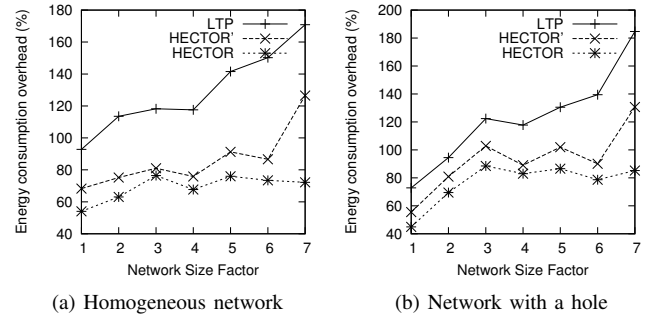 Energy consumption overhead (%)
180
160
140
120
100
80
60
40
LTP
HECTOR'
HECTOR
1 2 3 4 5 6 7
Network Size Factor
(a) Homogeneous network
Energy consumption overhead (%)
200
180
160
140
120
100
80
60
40
LTP
HECTOR'
HECTOR
1 2 3 4 5 6 7
Network Size Factor
(b) Network with a hole